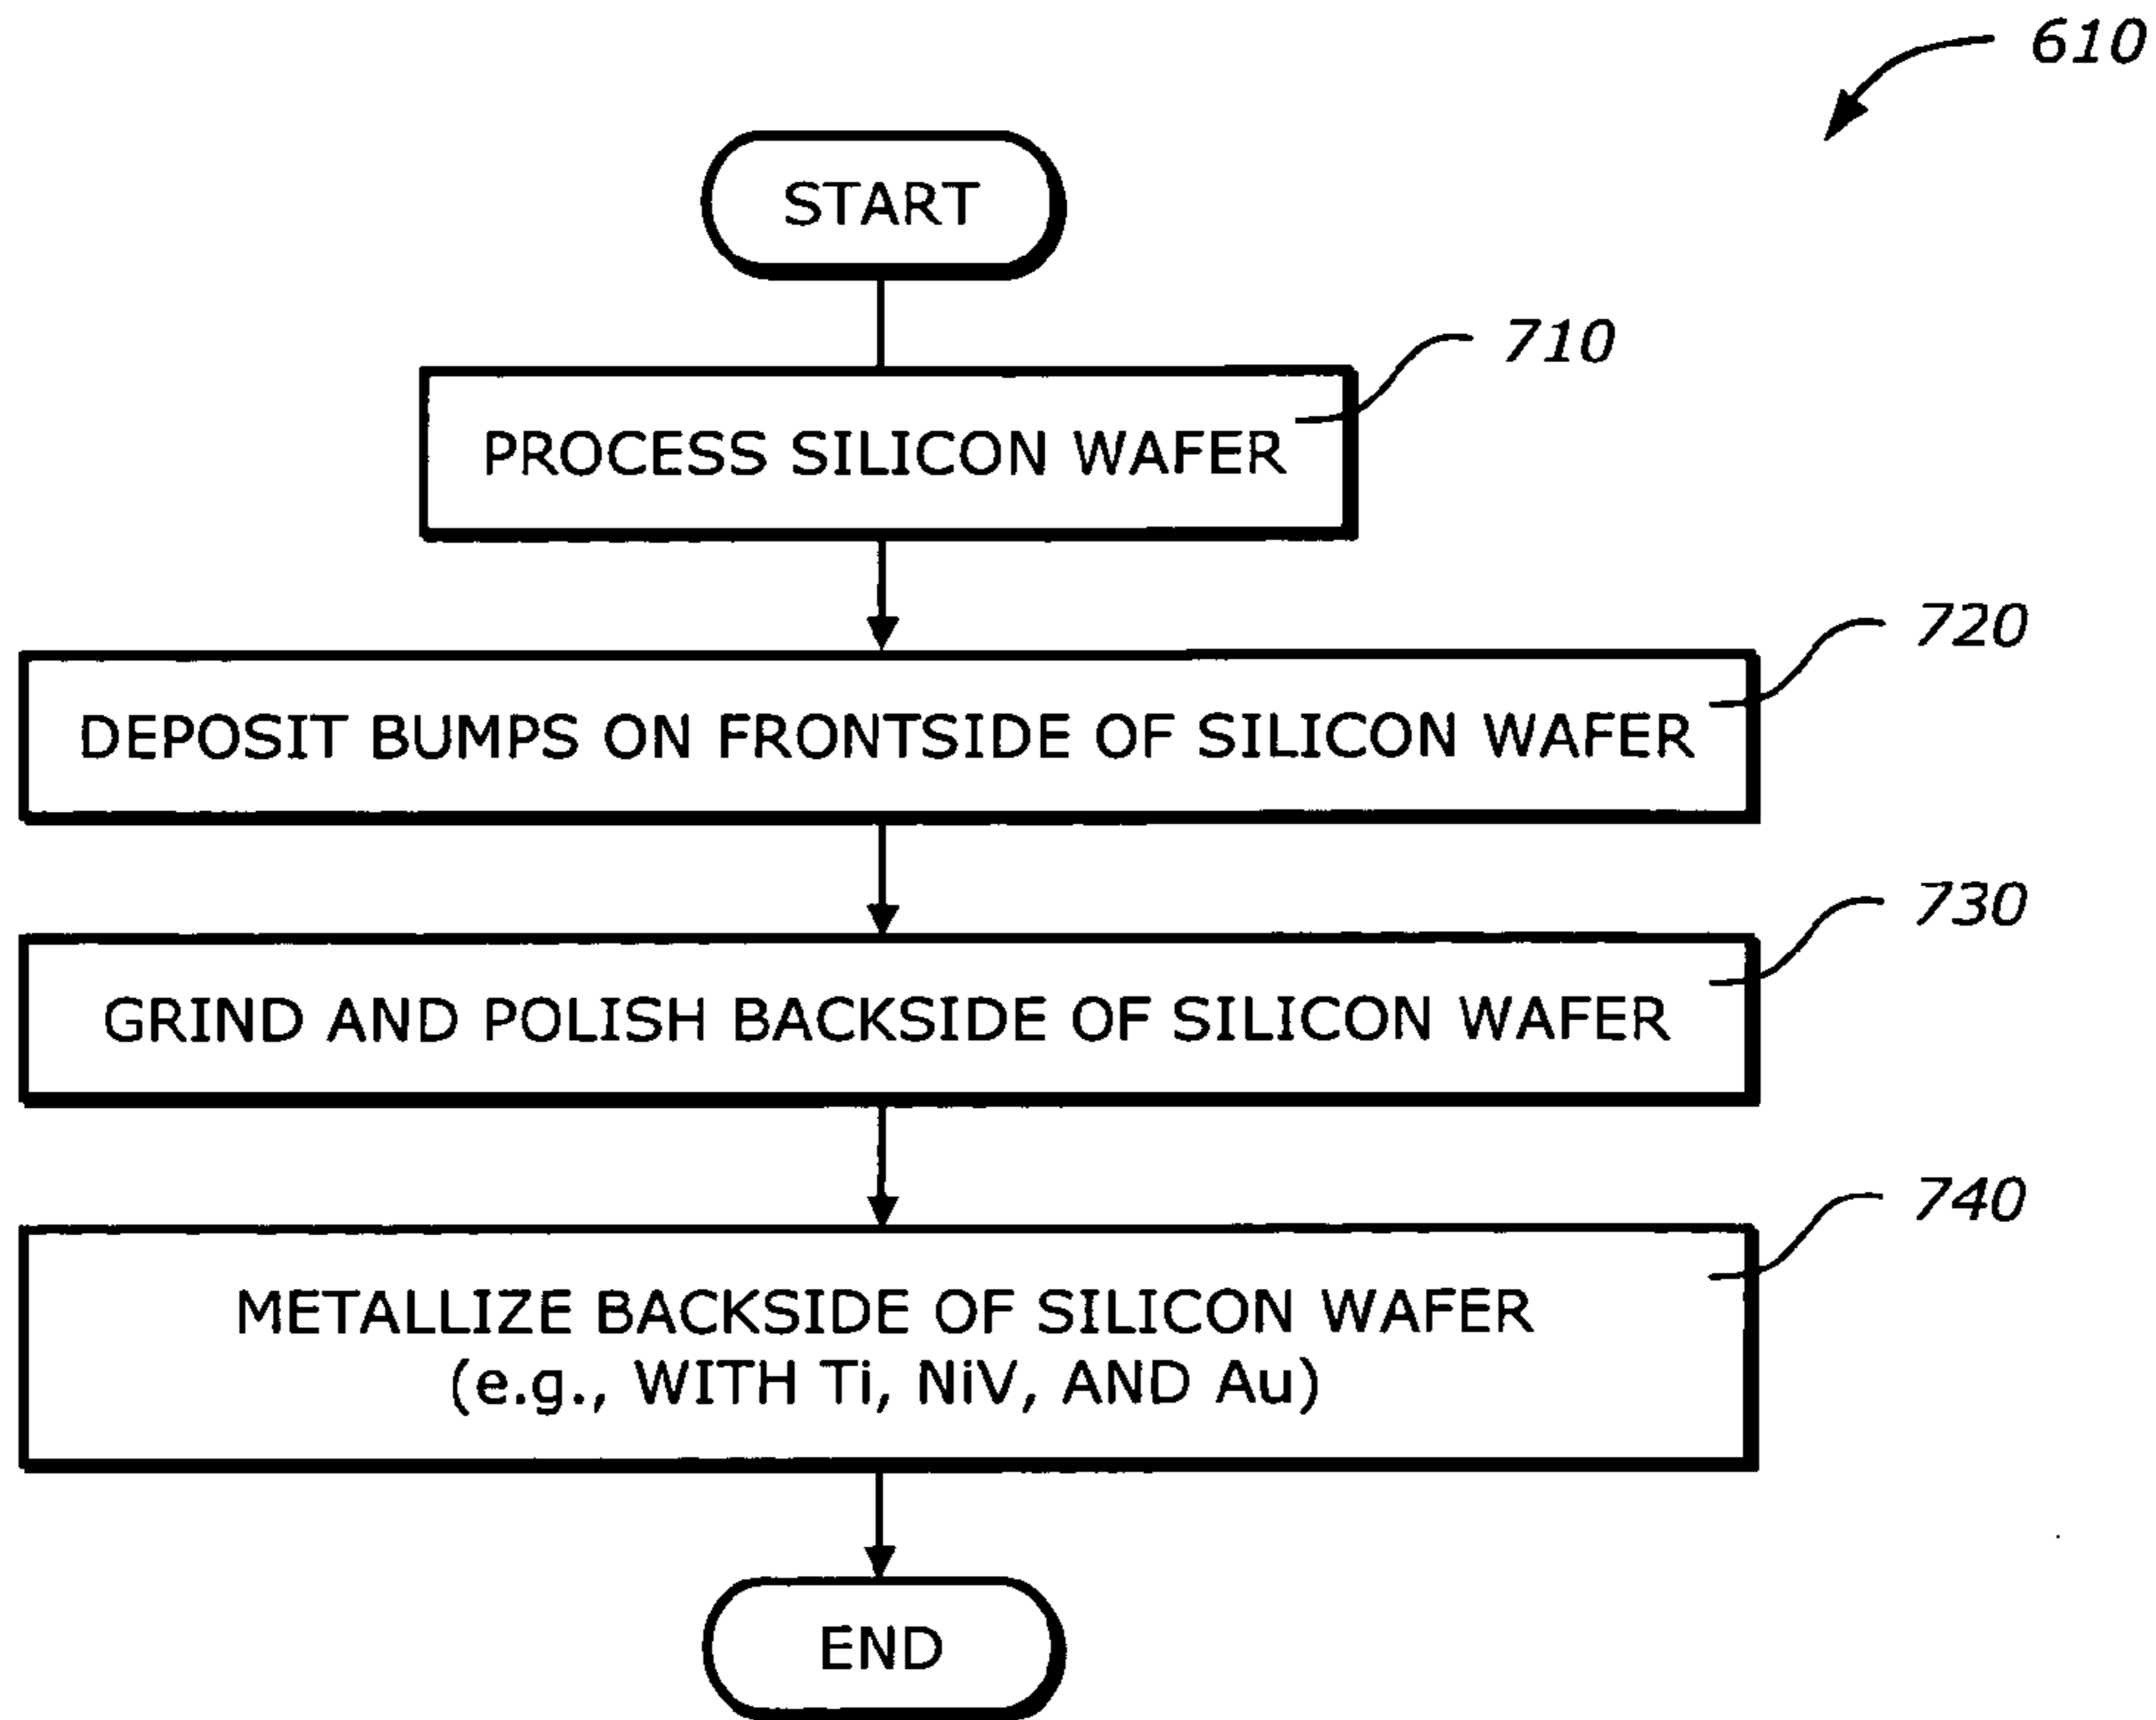 610
START
710
PROCESS SILICON WAFER
720
DEPOSIT BUMPS ON FRONTSIDE OF SILICON WAFER
730
GRIND AND POLISH BACKSIDE OF SILICON WAFER
740
METALLIZE BACKSIDE OF SILICON WAFER
(e.g., WITH Ti, NiV, AND Au)
END